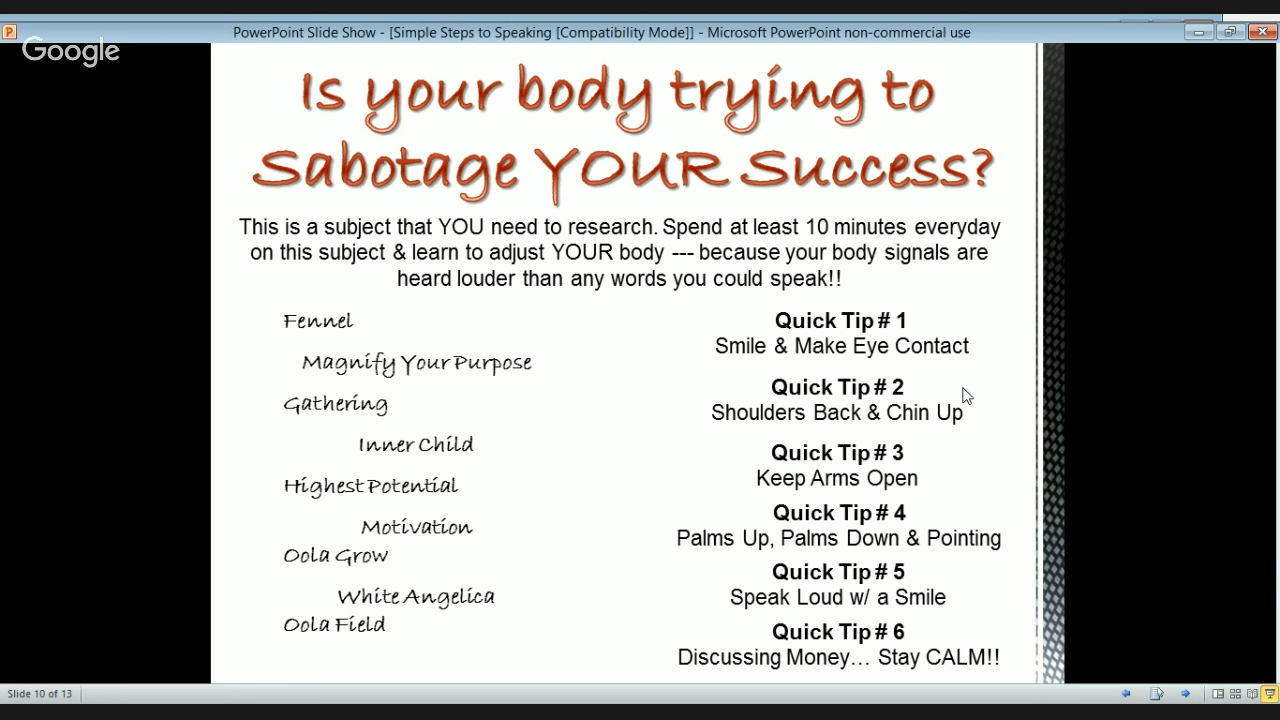 PowerPoint Slide Show - [Simple Steps to Speaking [Compatibility Mode]] - Microsoft PowerPoint non-commercial use
Google
Is your body trying to
Sabotage YOUR Success?
This is a subject that YOU need to research. Spend at least 10 minutes everyday
on this subject & learn to adjust YOUR body --- because your body signals are
heard louder than any words you could speak!!
Fennel
Magnify Your Purpose
Gathering
Inner Child
Highest Potential
Motivation
Oola Grow
White Angelica
Oola Field
Quick Tip # 1
Smile & Make Eye Contact
Quick Tip # 2
Shoulders Back & Chin Up
Quick Tip # 3
Keep Arms Open
Quick Tip # 4
Palms Up, Palms Down & Pointing
Quick Tip # 5
Speak Loud w/ a Smile
Quick Tip # 6
Discussing Money… Stay CALM!!
Slide 10 of 13